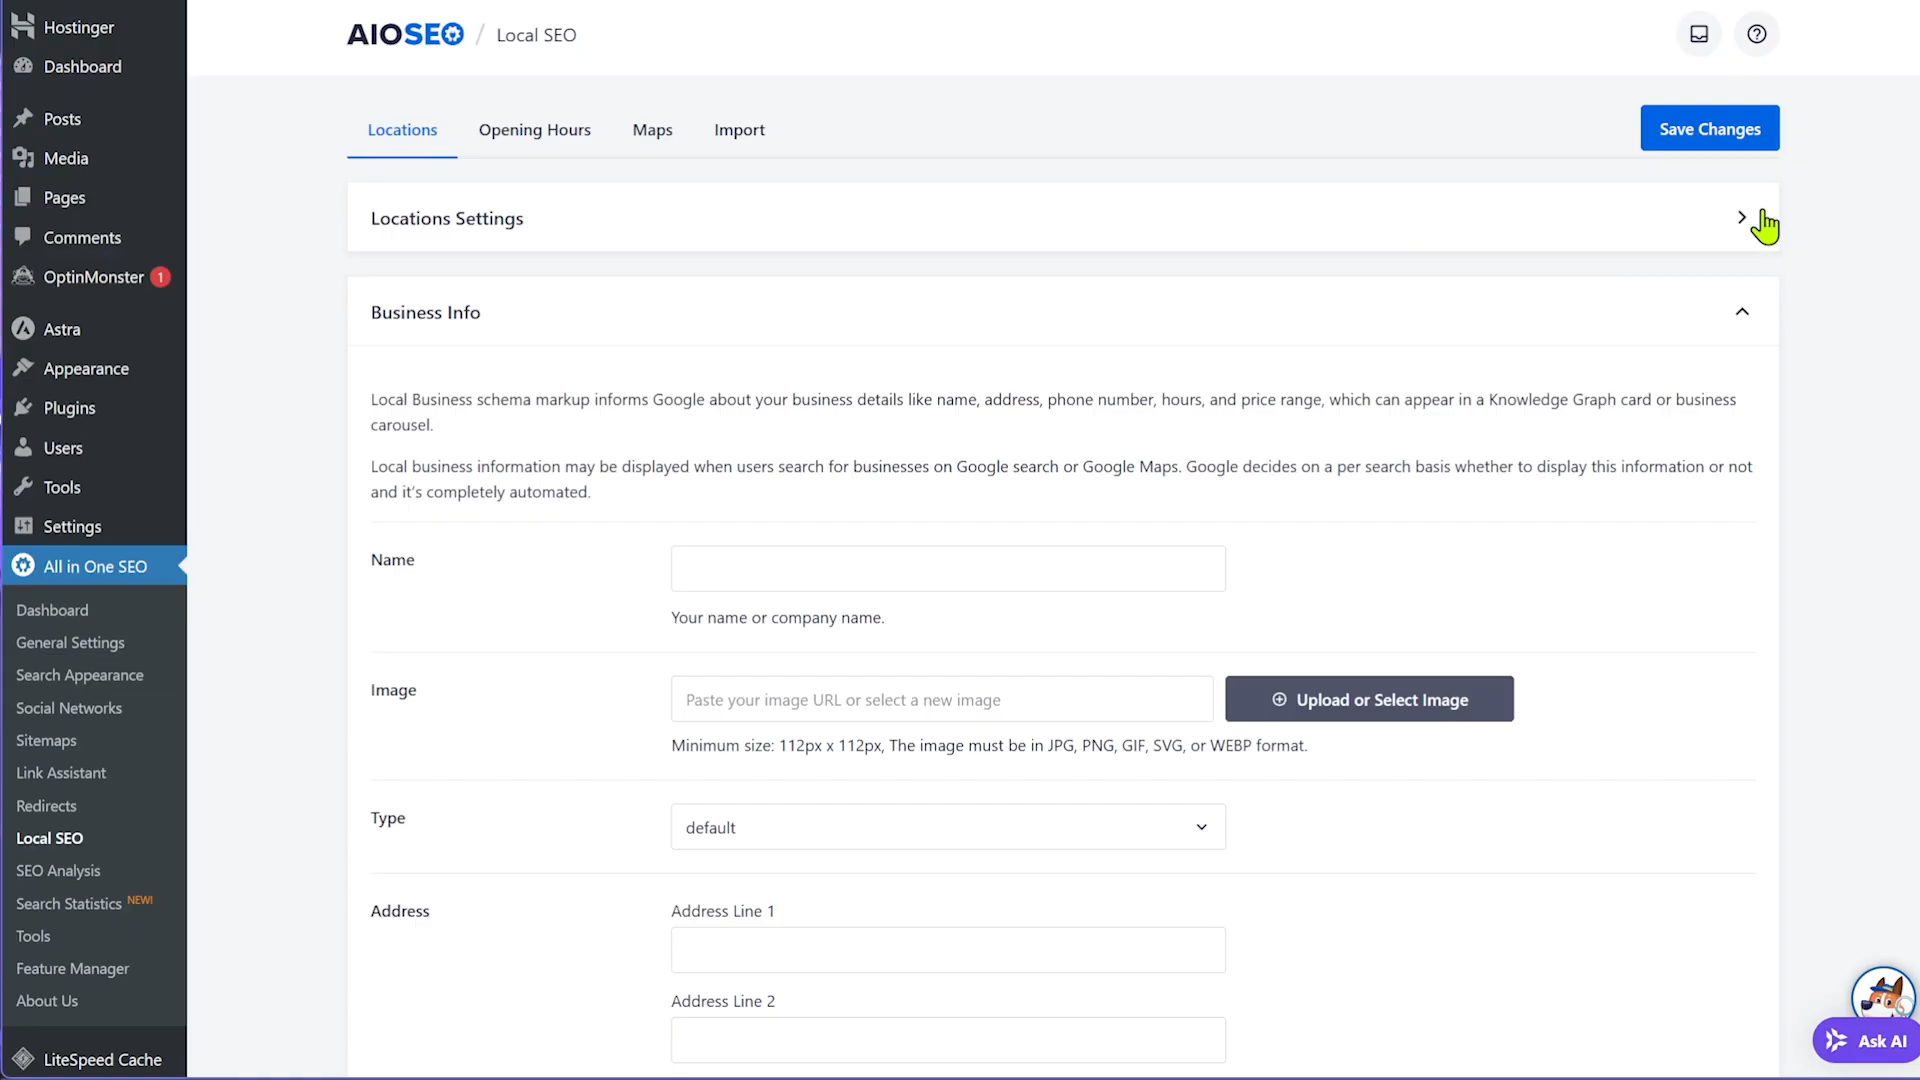 Hostinger
Dashboard
Posts
Media
Pages
Comments
OptinMonster 1
Astra
Appearance
Plugins
Users
Tools
Settings
All in One SEO
Dashboard
General Settings
Search Appearance
Social Networks
Sitemaps
Link Assistant
Redirects
Local SEO
SEO Analysis
Search Statistics NEW!
Tools
Feature Manager
About Us
LiteSpeed Cache
AIOSEO / Local SEO
Locations Opening Hours Maps Import
Save Changes
Locations Settings
Business Info
Local Business schema markup informs Google about your business details like name, address, phone number, hours, and price range, which can appear in a Knowledge Graph card or business
carousel.
Local business information may be displayed when users search for businesses on Google search or Google Maps. Google decides on a per search basis whether to display this information or not
and it's completely automated.
Name
Your name or company name.
Image
Paste your image URL or select a new image
Upload or Select Image
Minimum size: 112px x 112px, The image must be in JPG, PNG, GIF, SVG, or WEBP format.
Type
default
Address
Address Line 1
Address Line 2
Ask AI